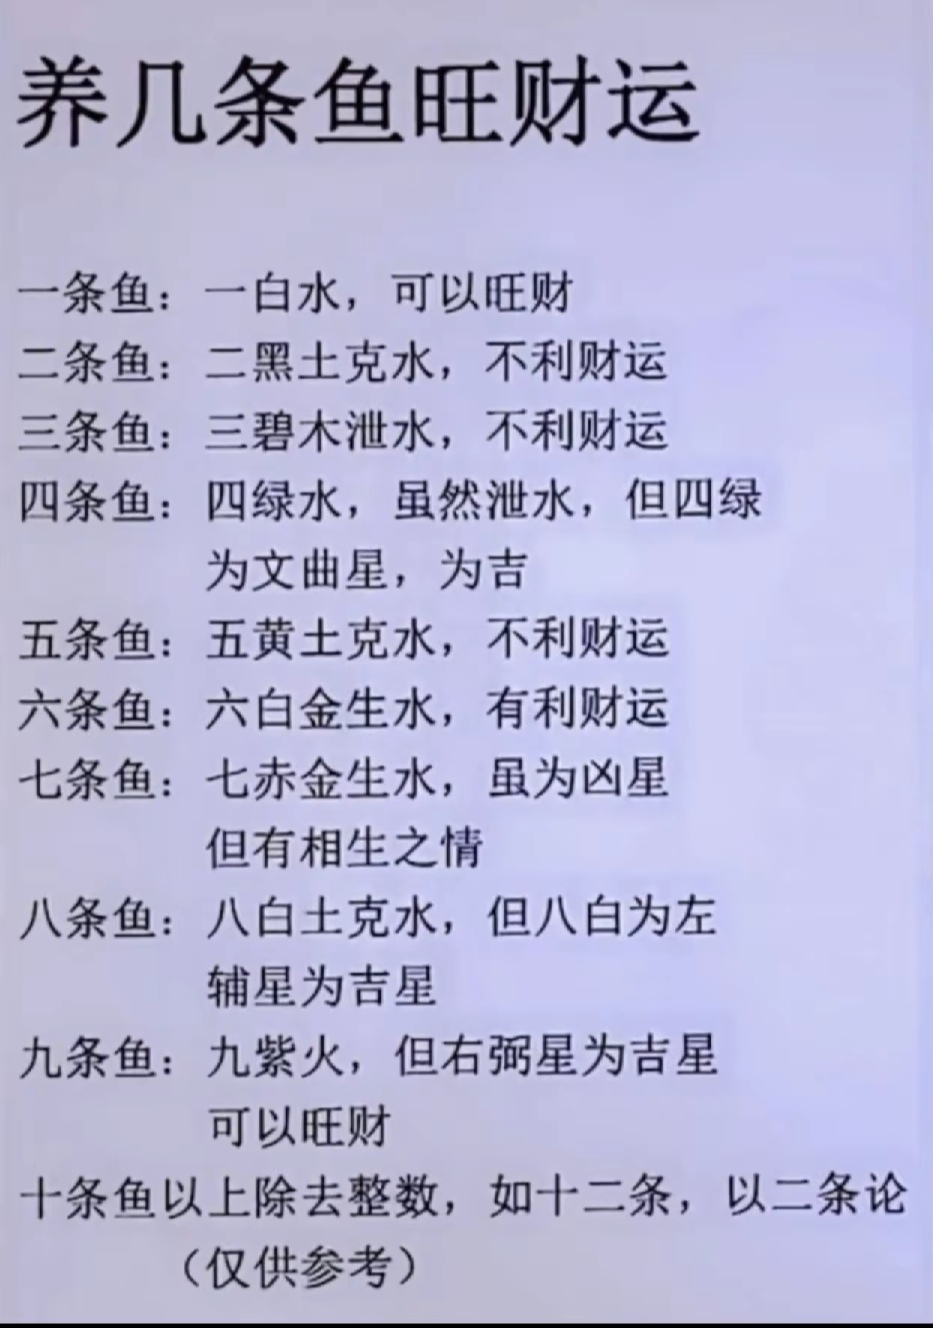 养几条鱼旺财运
一条鱼：一白水，可以旺财
二条鱼：二黑土克水，不利财运
三条鱼：三碧木泄水，不利财运
四条鱼：四绿水，虽然泄水，但四绿
为文曲星，为吉
五条鱼：五黄土克水，不利财运
六条鱼：六白金生水，有利财运
七条鱼：七赤金生水，虽为凶星
但有相生之情
八条鱼：八白土克水，但八白为左
辅星为吉星
九条鱼：九紫火，但右弼星为吉星
可以旺财
十条鱼以上除去整数，如十二条，以二条论
（仅供参考）